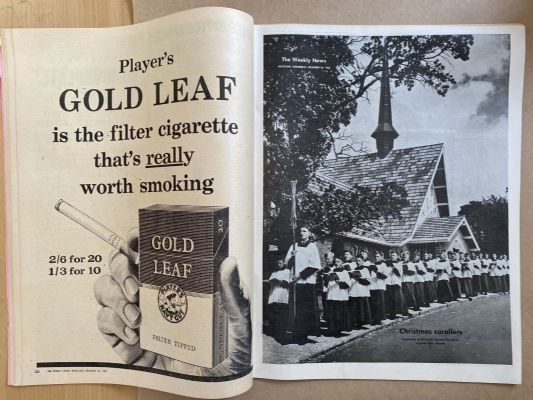 Player's
GOLD LEAF
is the filter cigarette
that's really
worth smoking
2/6 for 20
1/3 for 10
GOLD
LEAF
FILTER TIPPED
24
The Weekly News
Christmas carollers